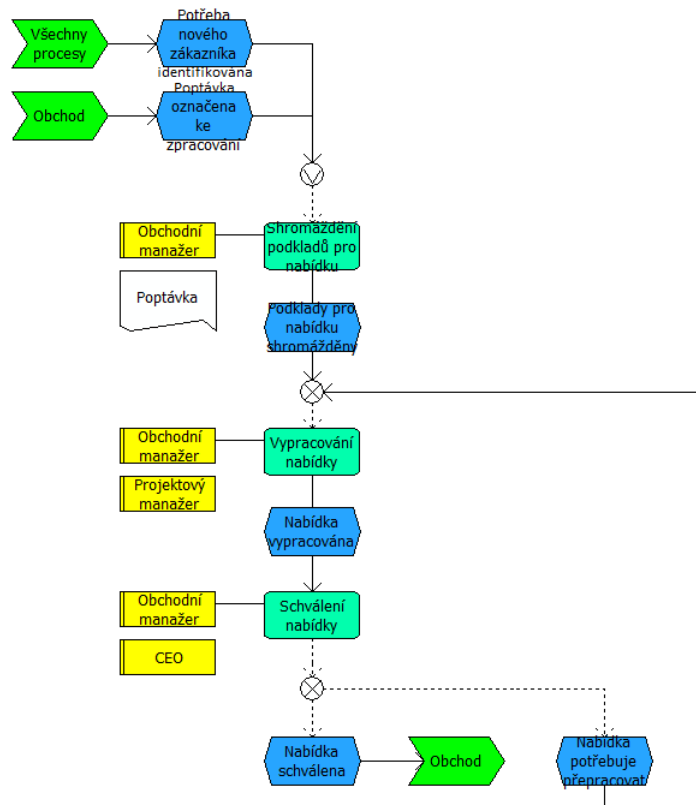 Všechny
procesy
Potřeha
nového
zákazníka
identifikována
Obchod
Poptávka
označena
ke
zpracování
Obchodní
manažer
Shromáždění
podkladů pro
nabídku
Poptávka
Podklady pro
nabídku
shromážděny
Obchodní
manažer
Vypracování
nabídky
Projektový
manažer
Nabídka
vypracována
Obchodní
manažer
Schválení
nabídky
CEO
Nabídka
schválena
Obchod
Nabídka
potřebuje
přepracovat